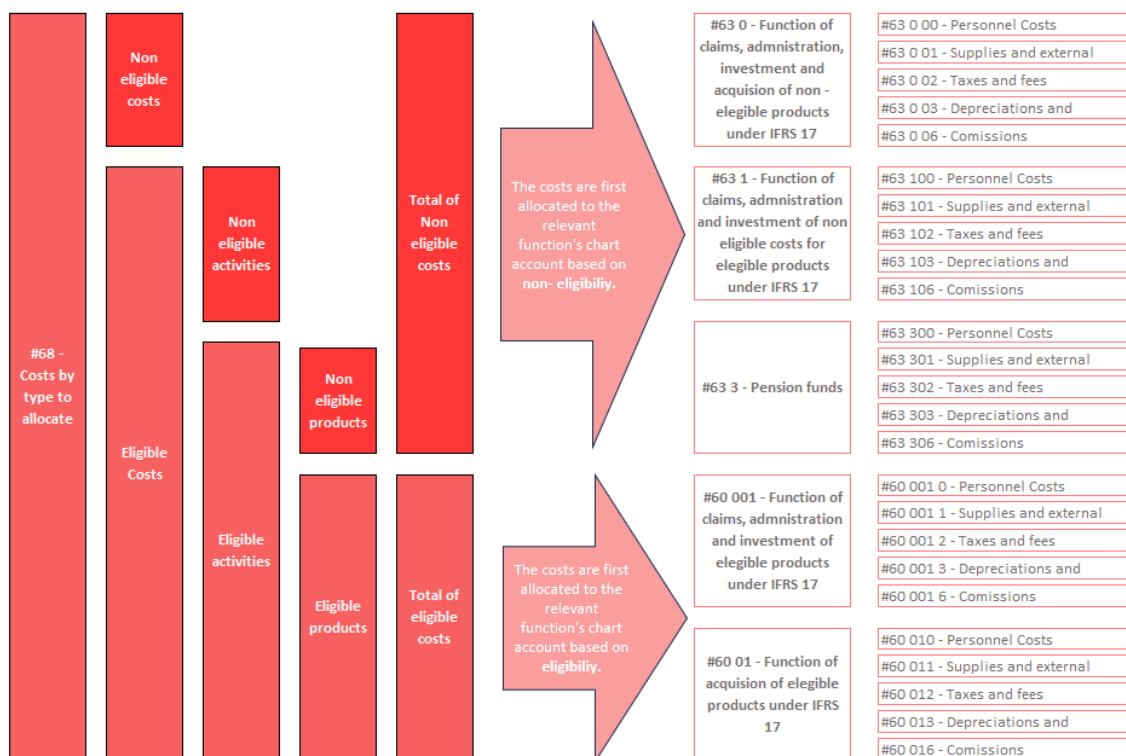 #68 -
Costs by
type to
allocate
Non
eligible
costs
Eligible
Costs
Non
eligible
activities
Eligible
activities
Non
eligible
products
Eligible
products
Total of
Non
eligible
costs
Total of
eligible
costs
The costs are first
allocated to the
relevant
function's chart
account based on
non- eligibiliy.
The costs are first
allocated to the
relevant
function's chart
account based on
eligibiliy.
#63 0 - Function of
claims, admnistration,
investment and
acquision of non -
elegible products
under IFRS 17
#63 0 00 - Personnel Costs
#63 0 01 - Supplies and external
#63 0 02 - Taxes and fees
#63 0 03 - Depreciations and
#63 0 06 - Comissions
#63 1 - Function of
claims, admnistration
and investment of non
eligible costs for
elegible products
under IFRS 17
#63 100 - Personnel Costs
#63 101 - Supplies and external
#63 102 - Taxes and fees
#63 103 - Depreciations and
#63 106 - Comissions
#63 3 - Pension funds
#63 300 - Personnel Costs
#63 301 - Supplies and external
#63 302 - Taxes and fees
#63 303 - Depreciations and
#63 306 - Comissions
#60 001 - Function of
claims, admnistration
and investment of
elegible products
under IFRS 17
#60 001 0 - Personnel Costs
#60 001 1 - Supplies and external
#60 001 2 - Taxes and fees
#60 001 3 - Depreciations and
#60 001 6 - Comissions
#60 01 - Function of
acquision of elegible
products under IFRS
17
#60 010 - Personnel Costs
#60 011 - Supplies and external
#60 012 - Taxes and fees
#60 013 - Depreciations and
#60 016 - Comissions